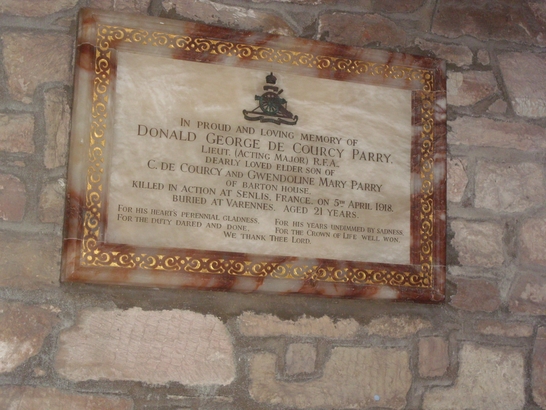 IN PROUD AND LOVING MEMORY OF
DONALD GEORGE DE COURCY PARRY.
LIEUT. (ACTING MAJOR) R.F.A.
DEARLY LOVED ELDER SON OF
C. DE COURCY AND GWENDOLINE MARY PARRY
OF BARTON HOUSE.
KILLED IN ACTION AT SENLIS, FRANCE, ON 5TH APRIL 1918.
BURIED AT VARENNES. AGED 21 YEARS.
FOR HIS HEART'S PERENNIAL GLADNESS. FOR HIS YEARS UNDIMMED BY SADNESS.
FOR THE DUTY DARED AND DONE. FOR THE CROWN OF LIFE WELL WON.
WE THANK THEE LORD.